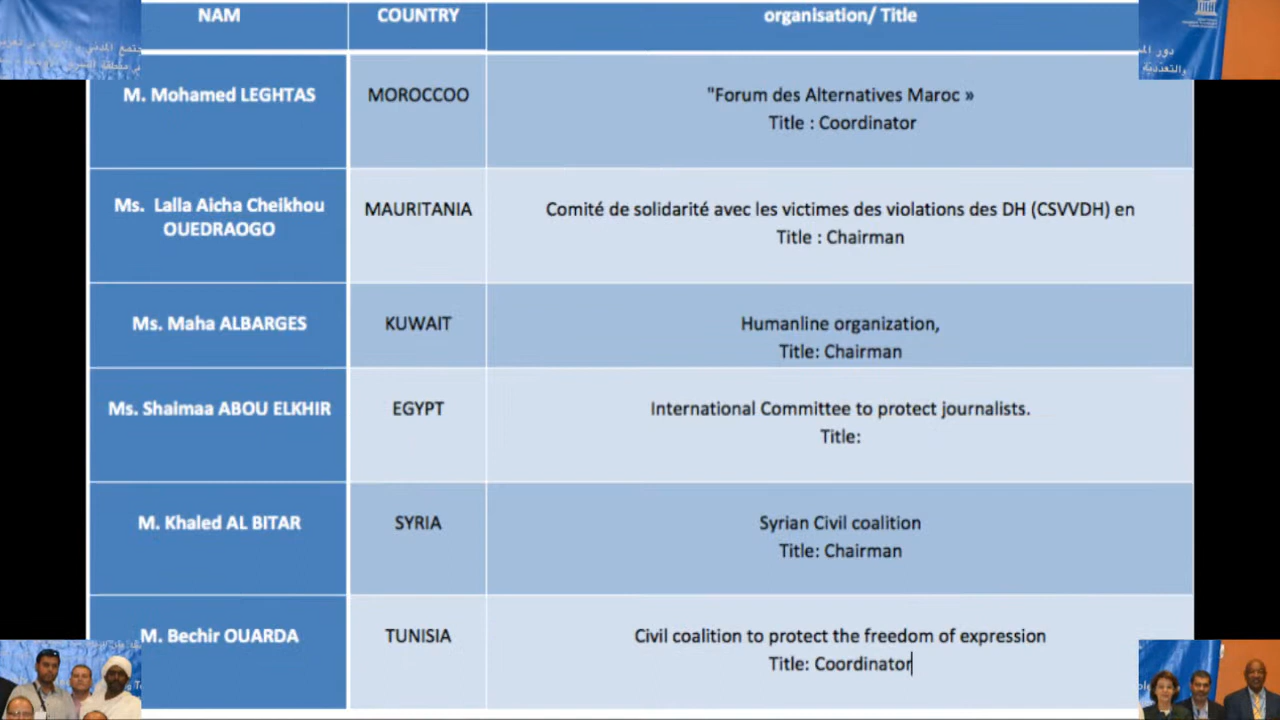 NAM COUNTRY organisation/ Title
M. Mohamed LEGHTAS MOROCCOO "Forum des Alternatives Maroc »
Title : Coordinator
Ms. Lalla Aicha Cheikhou
OUEDRAOGO
MAURITANIA
Comité de solidarité avec les victimes des violations des DH (CSVVDH) en
Title : Chairman
Ms. Maha ALBARGES KUWAIT Humanline organization,
Title: Chairman
Ms. Shaimaa ABOU ELKHIR EGYPT International Committee to protect journalists.
Title:
M. Khaled AL BITAR SYRIA Syrian Civil coalition
Title: Chairman
M. Bechir OUARDA TUNISIA Civil coalition to protect the freedom of expression
Title: Coordinator
دور
والتعددية
المدني